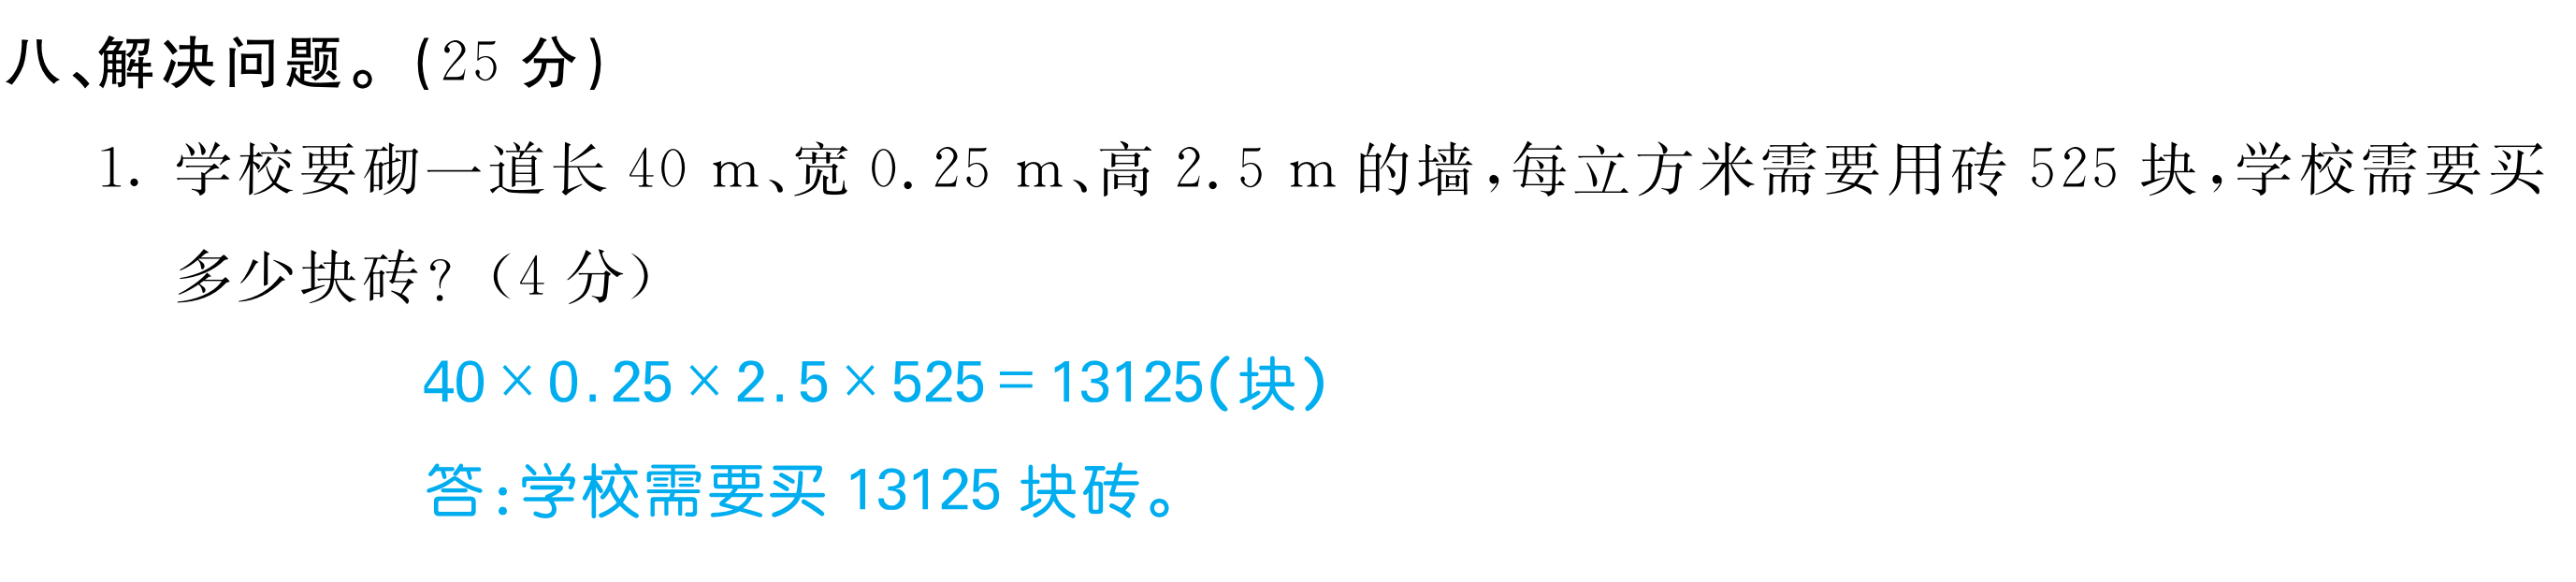 八、解决问题。(25 分)
1. 学校要砌一道长 40 m、宽 0.25 m、高 2.5 m 的墙,每立方米需要用砖 525 块,学校需要买
多少块砖?(4 分)
40×0.25×2.5×525=13125(块)
答:学校需要买 13125 块砖。